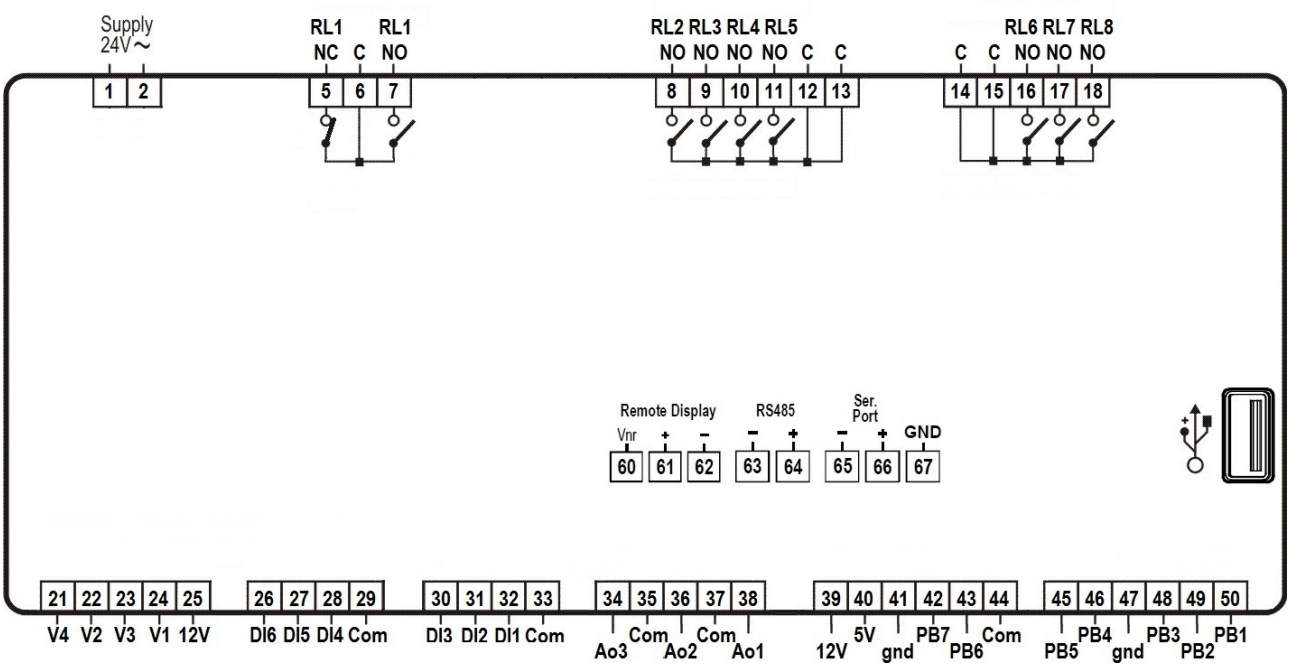 Supply
24V~
RL1 RL1
NC C NO
RL2 RL3 RL4 RL5
NO NO NO NO C C
RL6 RL7 RL8
C C NO NO NO
1 2
5 6 7
8 9 10 11 12 13
14 15 16 17 18
Remote Display
Vnr + −
60 61 62
RS485
− +
63 64
Ser.
Port
− + GND
65 66 67
21 22 23 24 25
V4 V2 V3 V1 12V
26 27 28 29
DI6 DI5 DI4 Com
30 31 32 33
DI3 DI2 DI1 Com
34 35 36 37 38
Ao3 Com Ao2 Com Ao1
39 40 41 42 43 44
12V 5V gnd PB7 PB6 Com
45 46 47 48 49 50
PB5 PB4 gnd PB3 PB2 PB1